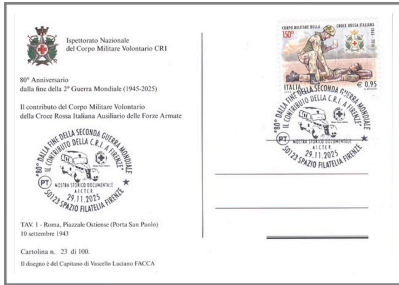 Ispettorato Nazionale
del Corpo Militare Volontario CRI
80° Anniversario
dalla fine della 2ª Guerra Mondiale (1945-2025)
Il contributo del Corpo Militare Volontario
della Croce Rossa Italiana Ausiliario delle Forze Armate
"80° DALLA FINE DELLA SECONDA GUERRA MONDIALE
IL CONTRIBUTO DELLA C.R.I. A FIRENZE"
PT
MOSTRA STORICO DOCUMENTALE
A I C T E R
29.11.2025
50123 SPAZIO FILATELIA FIRENZE
TAV. 1 - Roma, Piazzale Ostiense (Porta San Paolo)
10 settembre 1943
Cartolina n. 23 di 100.
Il disegno è del Capitano di Vascello Luciano FACCA
CORPO MILITARE DELLA CROCE ROSSA ITALIANA
150°
ITALIA € 0,95
"80° DALLA FINE DELLA SECONDA GUERRA MONDIALE
IL CONTRIBUTO DELLA C.R.I. A FIRENZE"
PT
MOSTRA STORICO DOCUMENTALE
A I C T E R
29.11.2025
50123 SPAZIO FILATELIA FIRENZE